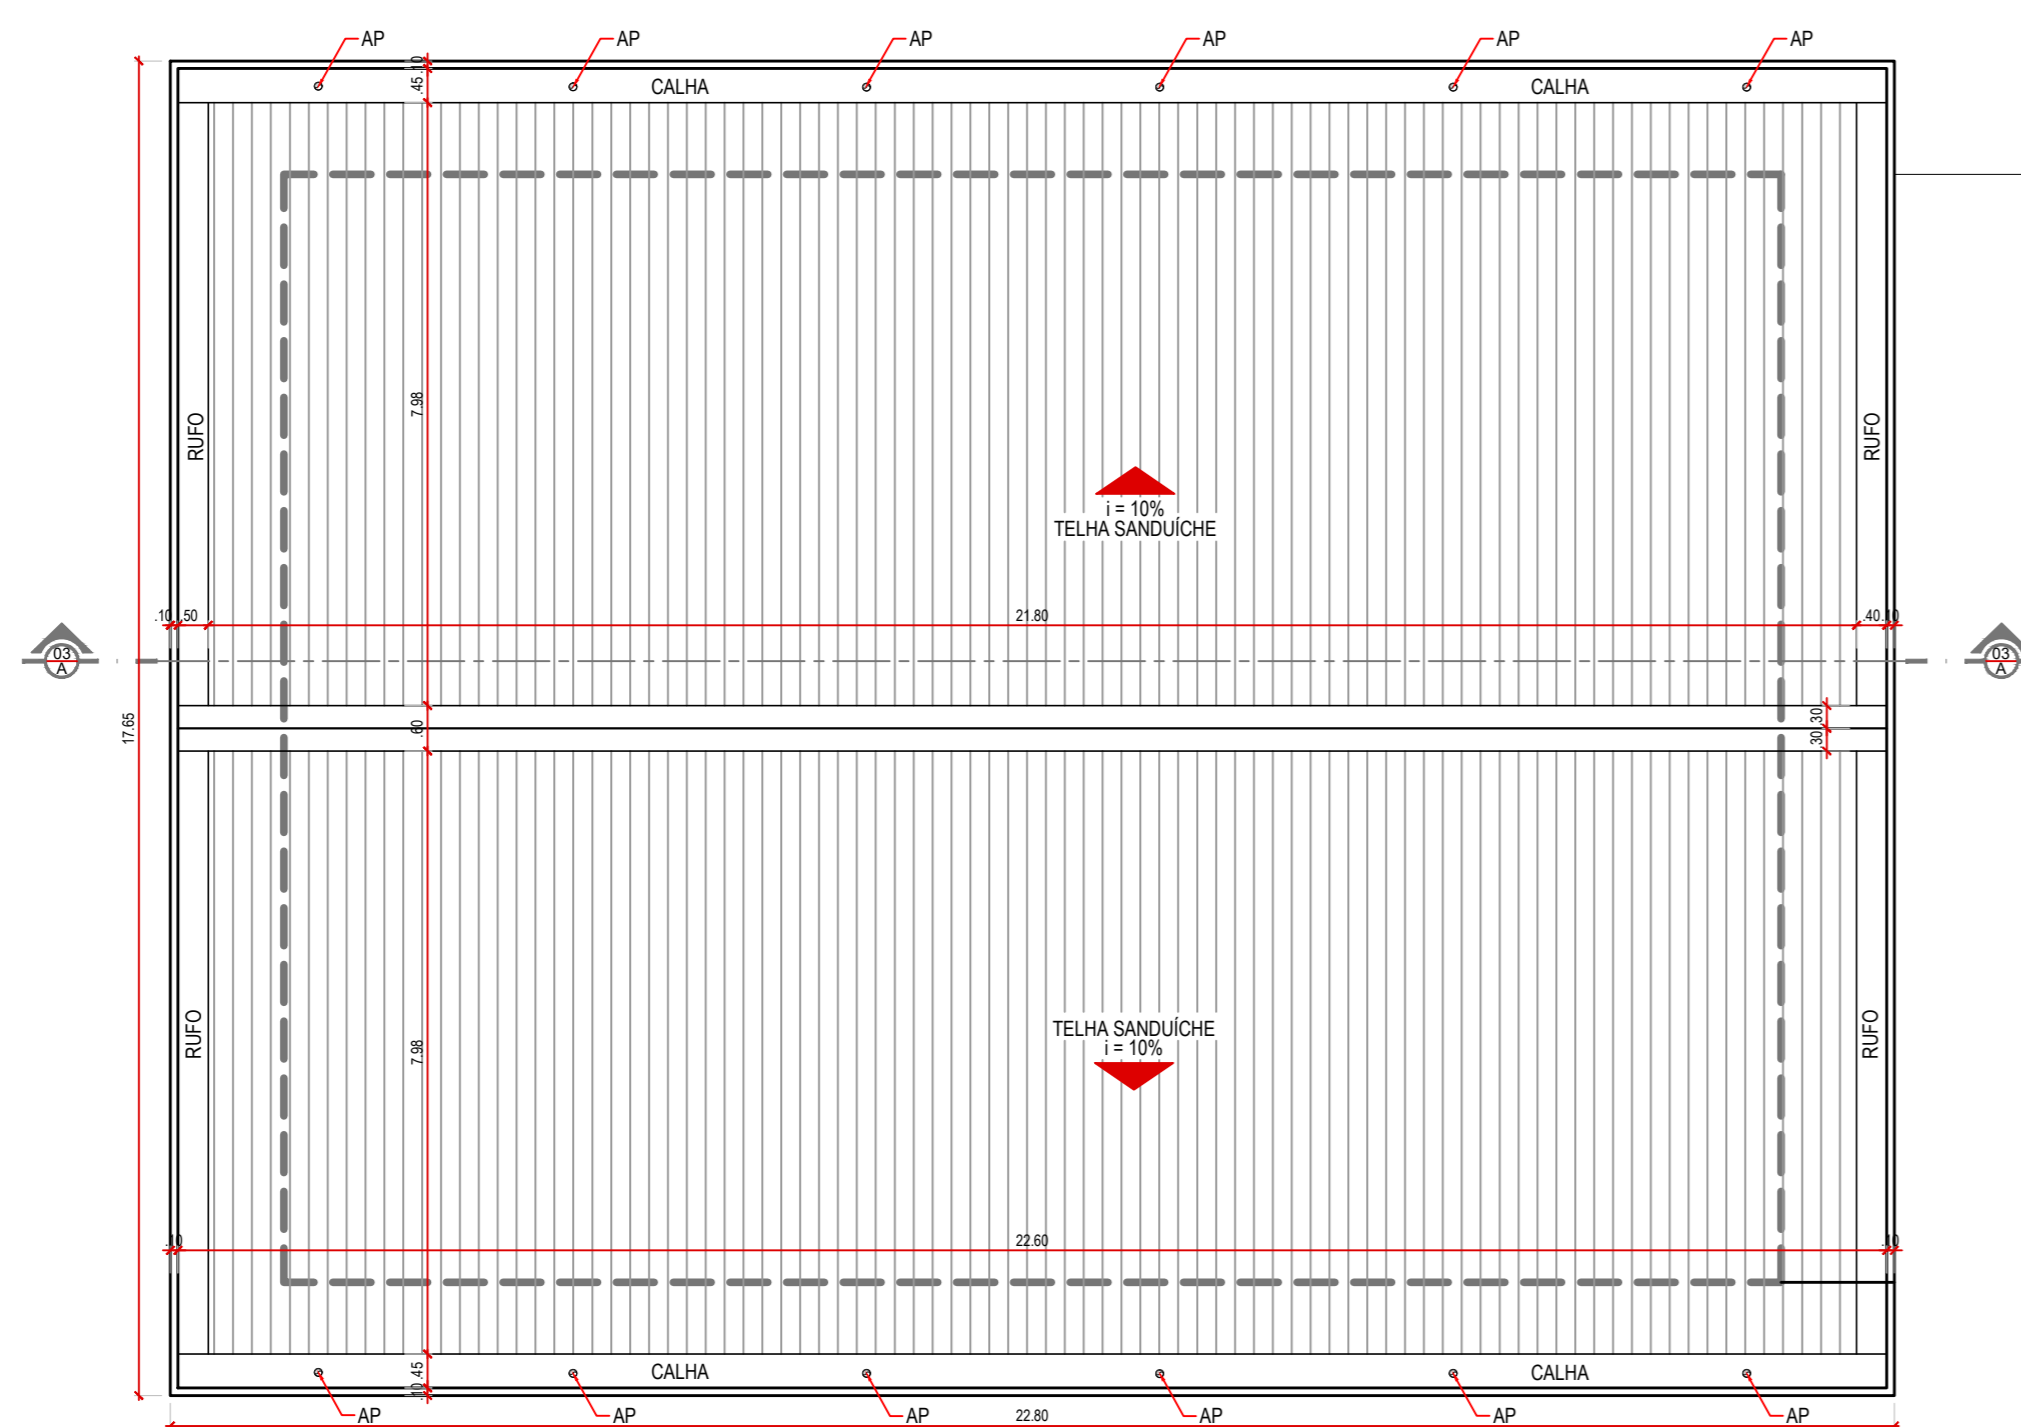 AP
AP
AP
AP
AP
AP
.10
.45
CALHA
CALHA
7.98
RUFO
RUFO
i = 10%
TELHA SANDUÍCHE
.10
.50
21.80
.40
.10
03
A
03
A
17.65
.60
.30
.30
TELHA SANDUÍCHE
i = 10%
RUFO
RUFO
7.98
.10
22.60
.10
.45
.10
CALHA
CALHA
AP
AP
AP
22.80
AP
AP
AP